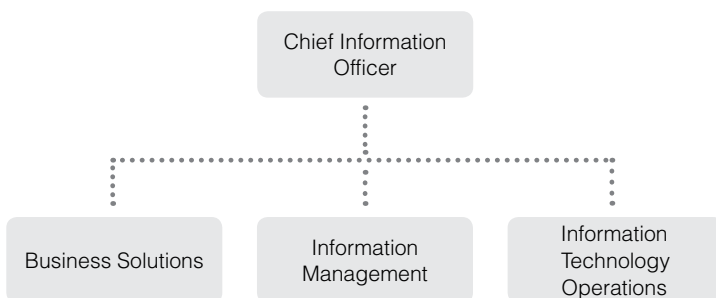 Chief Information
Officer
Business Solutions
Information
Management
Information
Technology
Operations